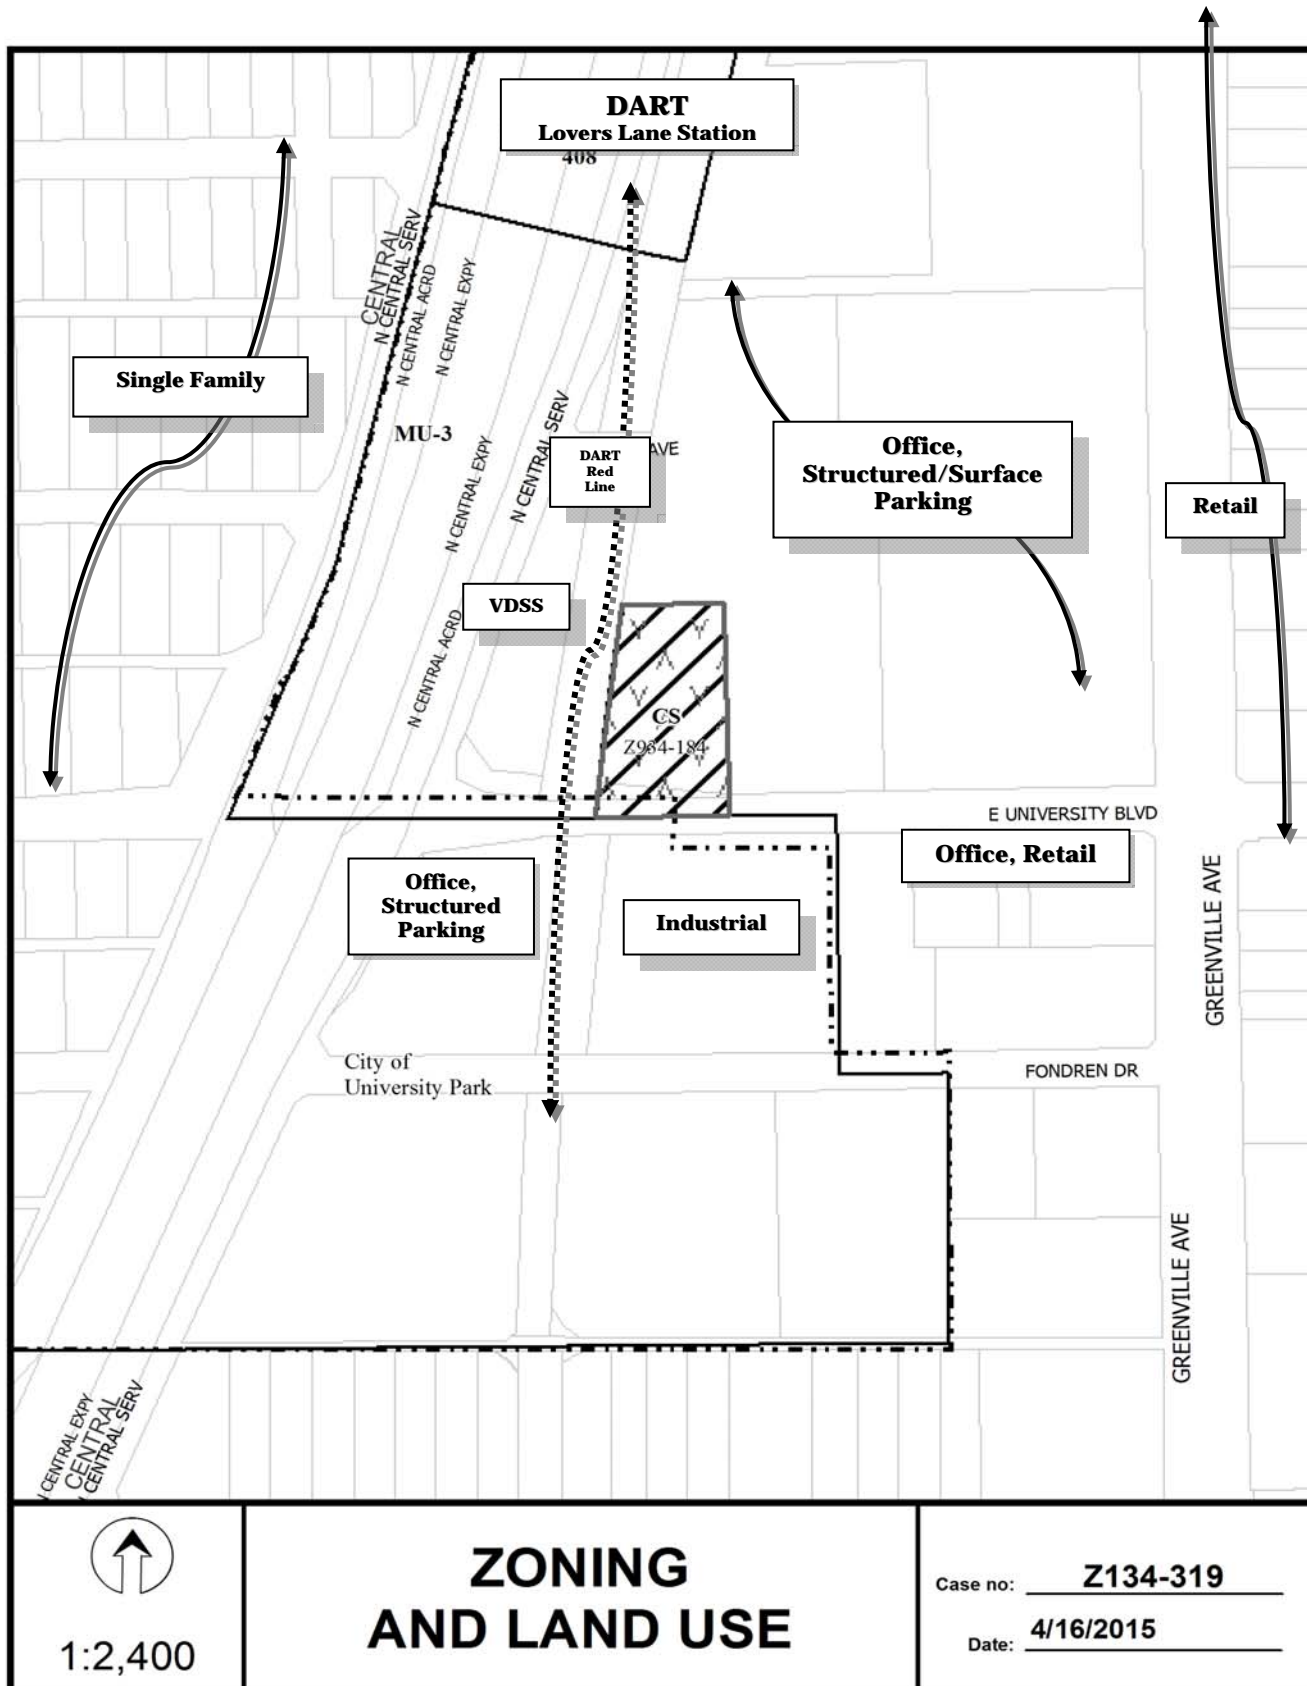 DART
Lovers Lane Station
408
CENTRAL
N CENTRAL SERV
N CENTRAL ACRD
N CENTRAL EXPY
Single Family
MU-3
N CENTRAL EXPY
N CENTRAL SERV
DART
Red
Line
AVE
Office,
Structured/Surface
Parking
Retail
VDSS
N CENTRAL ACRD
CS
Z934-184
E UNIVERSITY BLVD
Office, Retail
Office,
Structured
Parking
Industrial
GREENVILLE AVE
City of
University Park
FONDREN DR
GREENVILLE AVE
N CENTRAL EXPY
CENTRAL
CENTRAL SERV
1:2,400
ZONING
AND LAND USE
Case no: Z134-319
Date: 4/16/2015